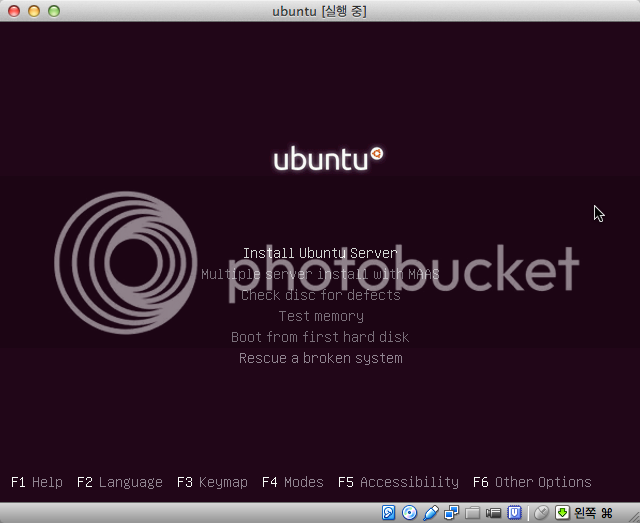 ubuntu [실행 중]
ubuntu
Install Ubuntu Server
Multiple server install with MAAS
photobucket
Check disc for defects
Test memory
Boot from first hard disk
Rescue a broken system
F1 Help F2 Language F3 Keymap F4 Modes F5 Accessibility F6 Other Options
왼쪽 ⌘